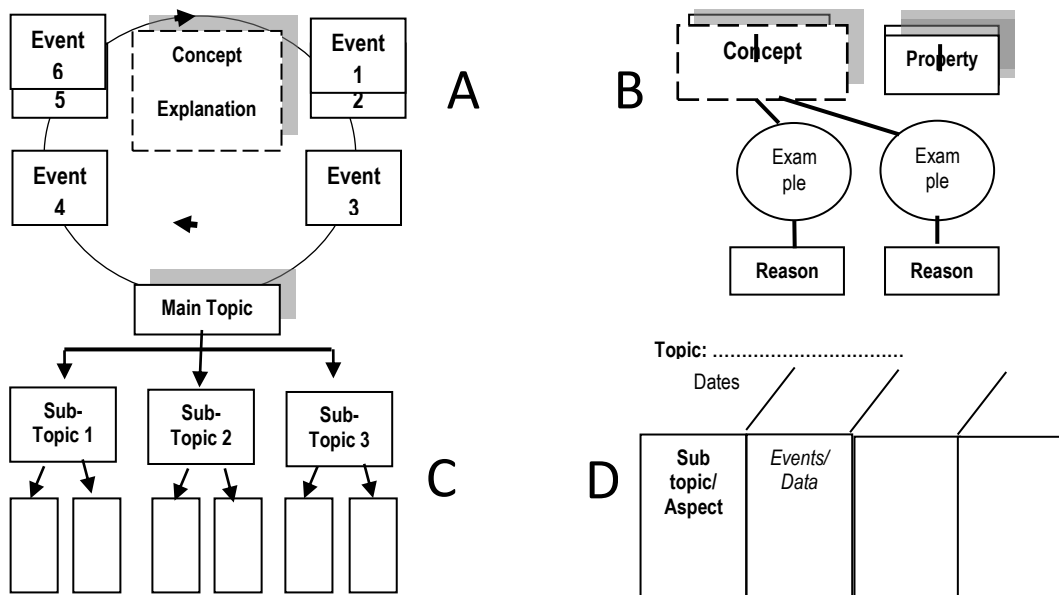 Event
6
5
Concept
Explanation
Event
1
2
A
Event
4
Event
3
B
Concept
Property
Exam
ple
Exam
ple
Reason
Reason
Main Topic
Sub-
Topic 1
Sub-
Topic 2
Sub-
Topic 3
C
Topic: ...................................
Dates
D
Sub
topic/
Aspect
Events/
Data